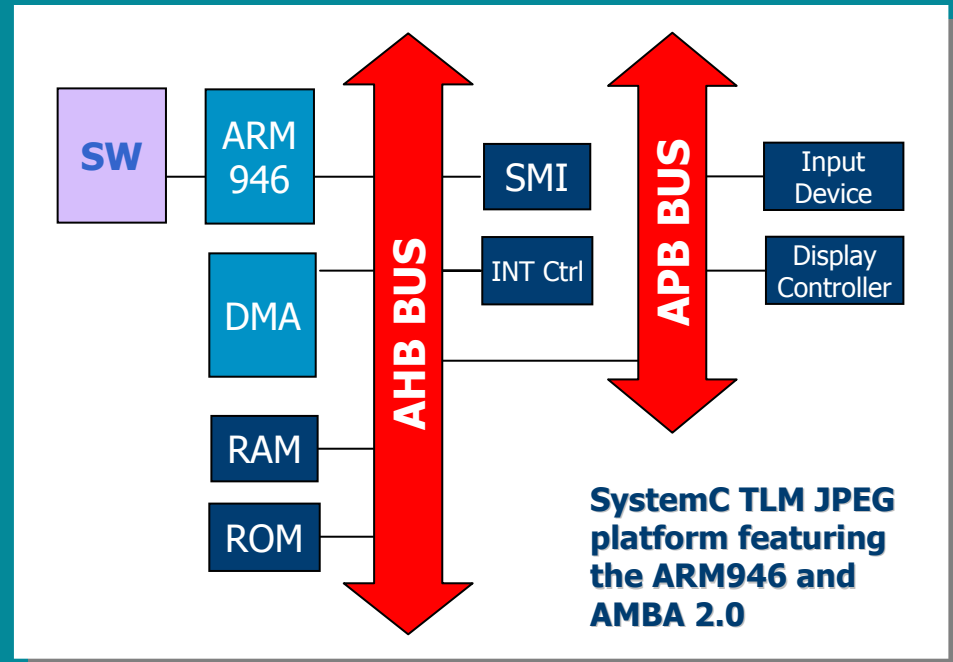 SW
ARM
946
DMA
RAM
ROM
AHB BUS
SMI
INT Ctrl
APB BUS
Input
Device
Display
Controller
SystemC TLM JPEG
platform featuring
the ARM946 and
AMBA 2.0